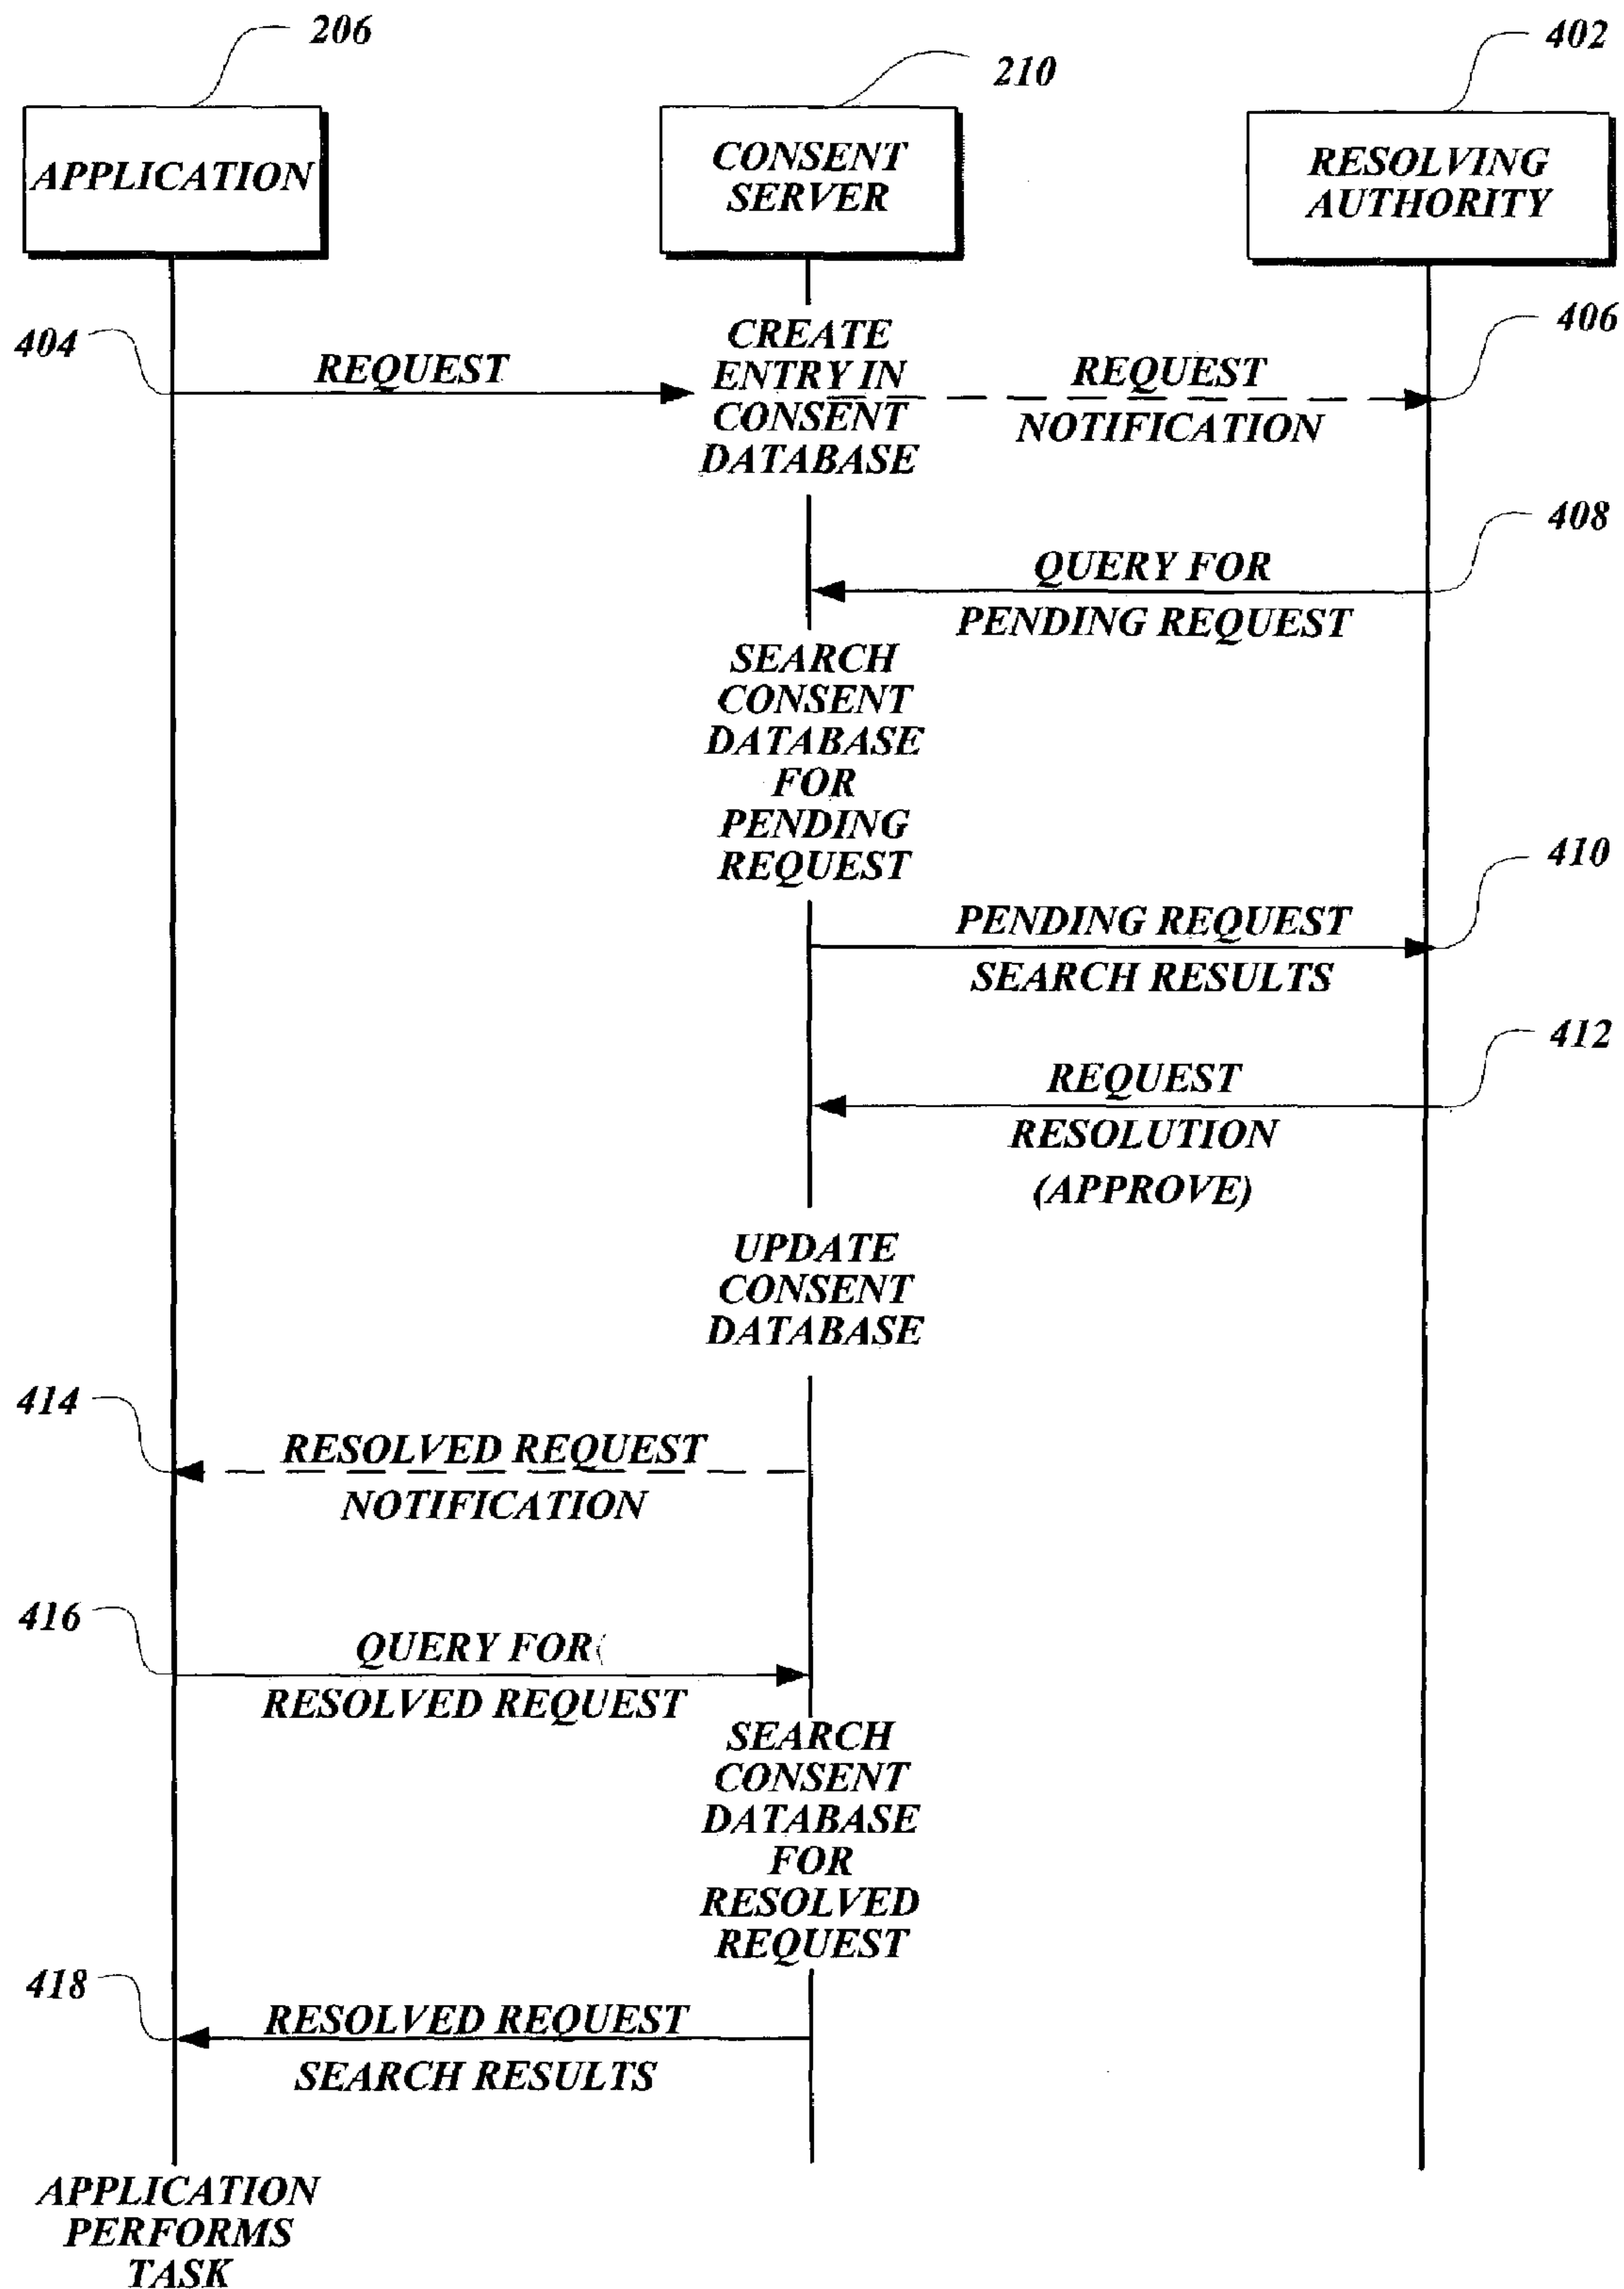 206
210
402
APPLICATION
CONSENT
SERVER
RESOLVING
AUTHORITY
404
406
REQUEST
CREATE
ENTRY IN
CONSENT
DATABASE
REQUEST
NOTIFICATION
408
QUERY FOR
PENDING REQUEST
SEARCH
CONSENT
DATABASE
FOR
PENDING
REQUEST
410
PENDING REQUEST
SEARCH RESULTS
412
REQUEST
RESOLUTION
(APPROVE)
UPDATE
CONSENT
DATABASE
414
RESOLVED REQUEST
NOTIFICATION
416
QUERY FOR
RESOLVED REQUEST
SEARCH
CONSENT
DATABASE
FOR
RESOLVED
REQUEST
418
RESOLVED REQUEST
SEARCH RESULTS
APPLICATION
PERFORMS
TASK